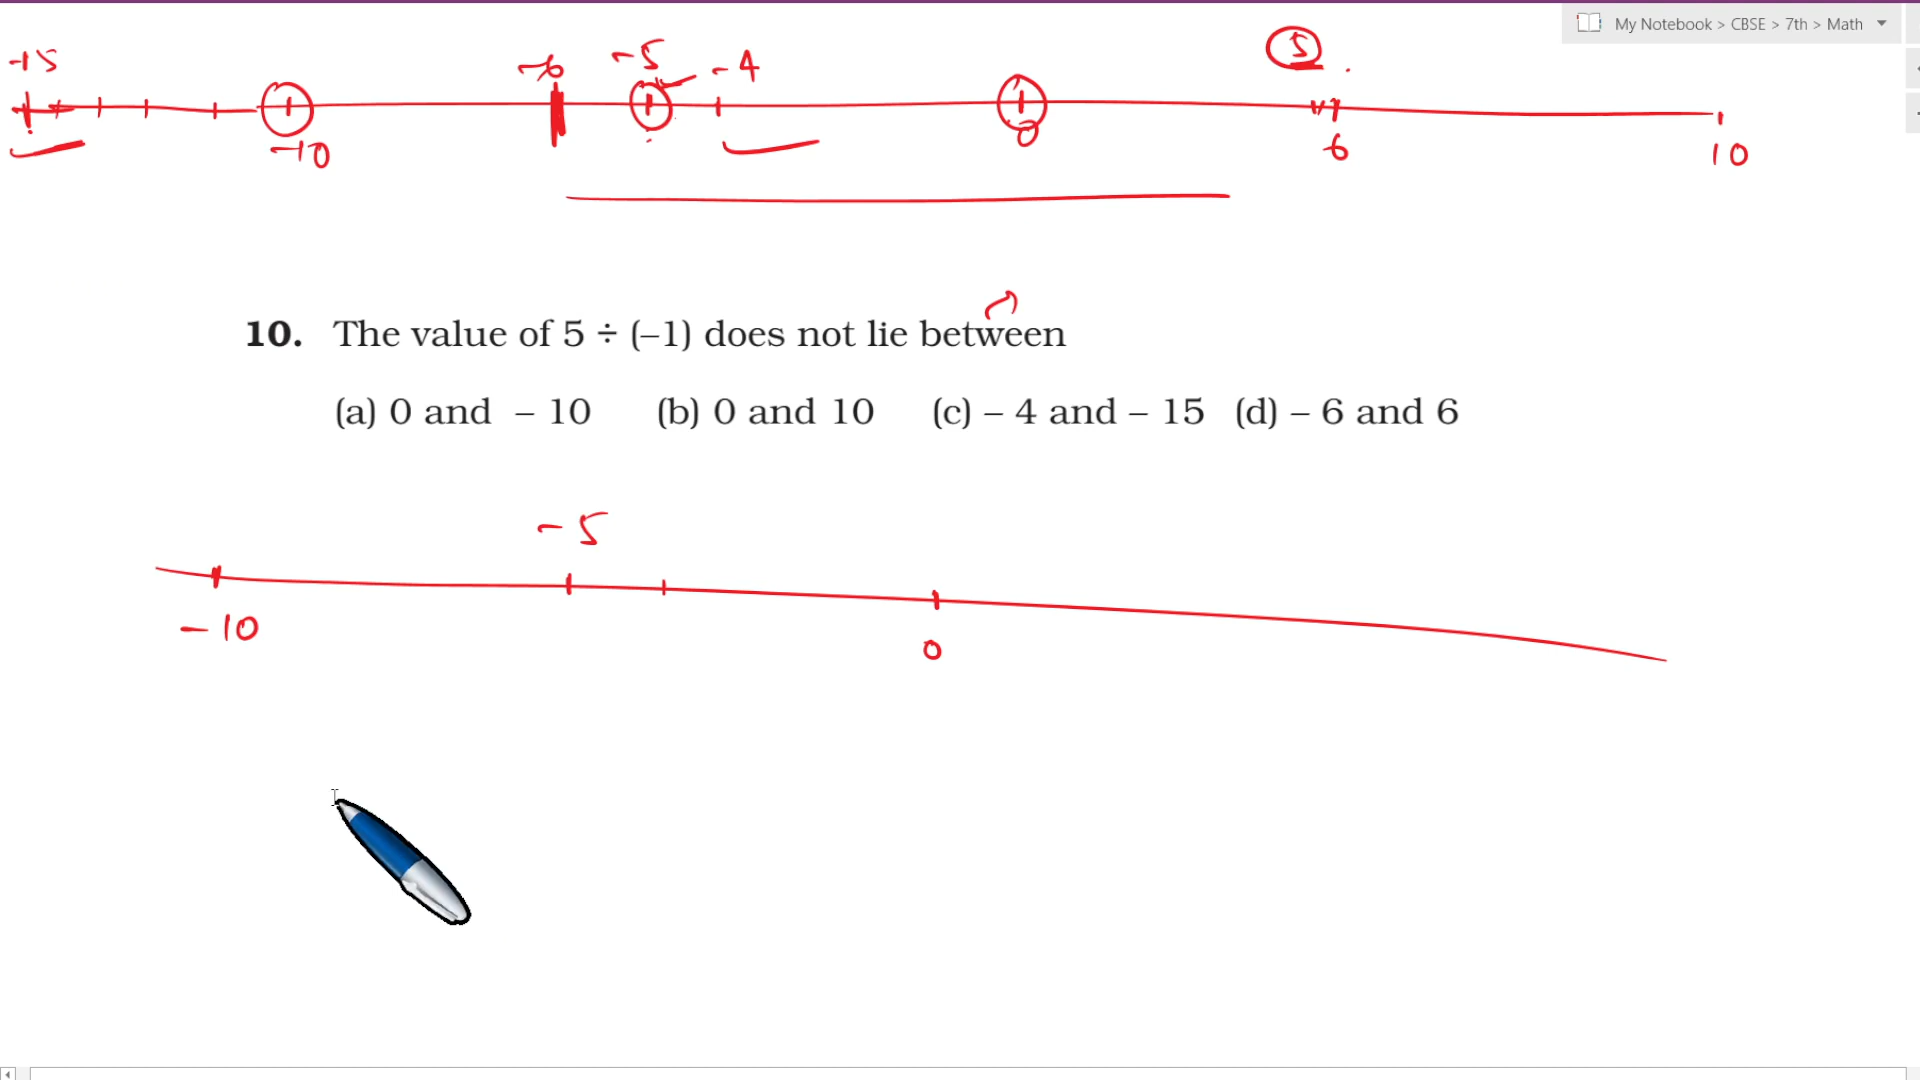 My Notebook > CBSE > 7th > Math
-15 -6 -5 -4 5
-10 0 6 10
10. The value of 5 ÷ (–1) does not lie between
(a) 0 and – 10 (b) 0 and 10 (c) – 4 and – 15 (d) – 6 and 6
-5
-10 0